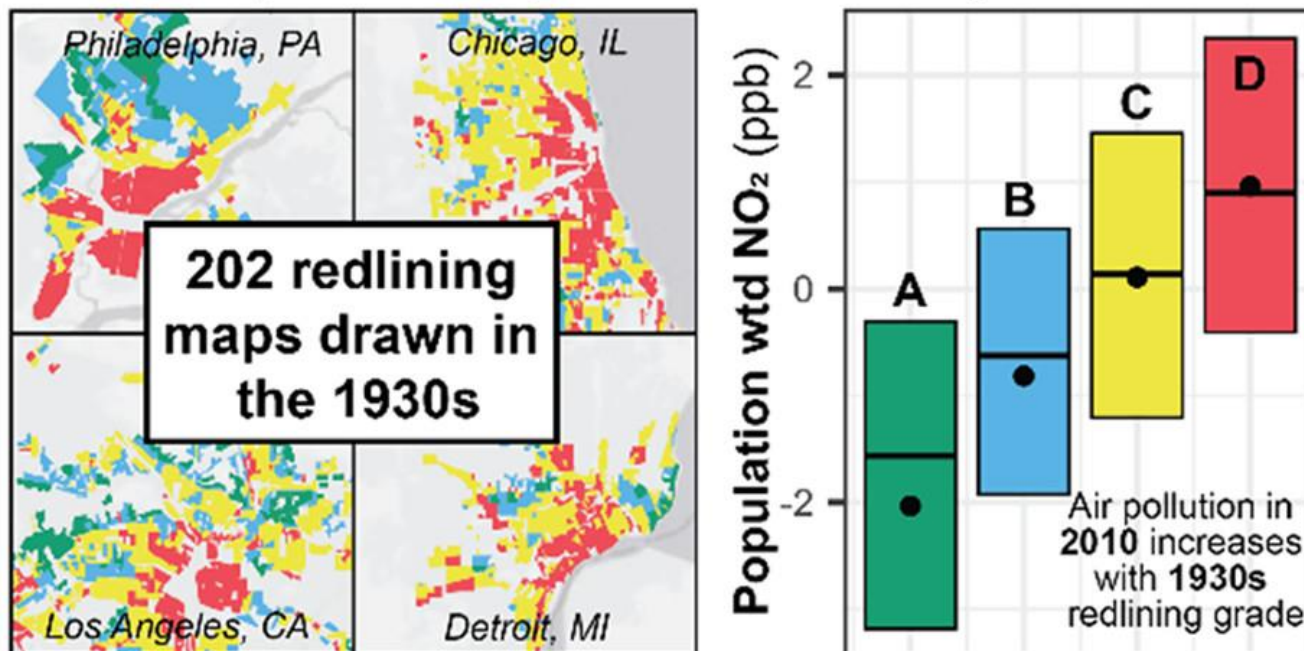 Philadelphia, PA
Chicago, IL
202 redlining
maps drawn in
the 1930s
Los Angeles, CA
Detroit, MI
Population wtd NO₂ (ppb)
2
0
-2
A
B
C
D
Air pollution in
2010 increases
with 1930s
redlining grade